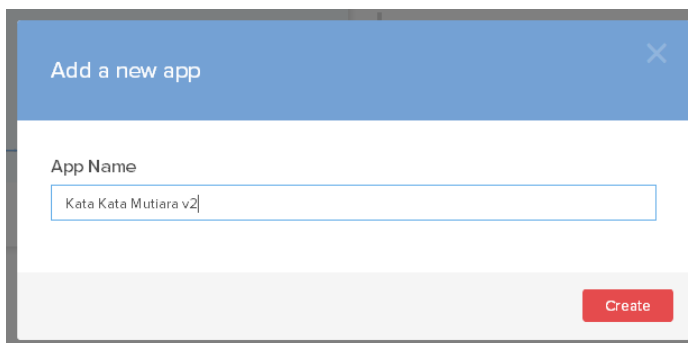 Add a new app
App Name
Kata Kata Mutiara v2
Create